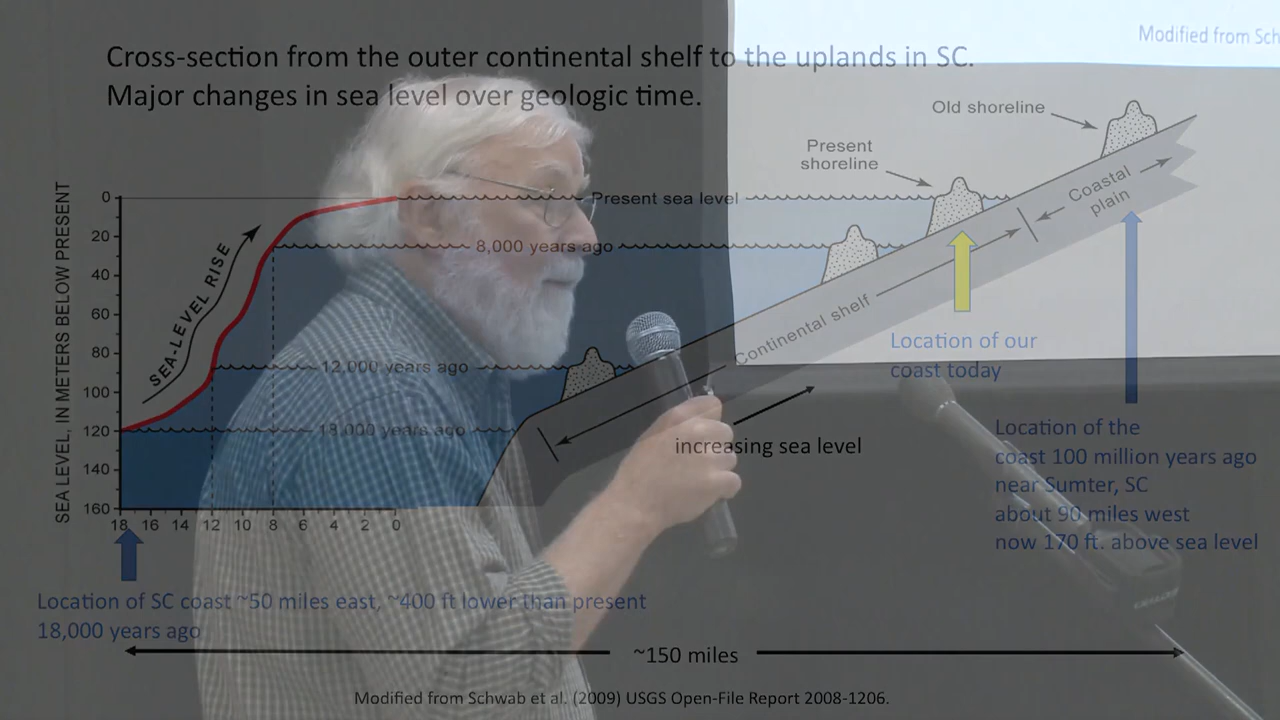 Modified from Sch
Cross-section from the outer continental shelf to the uplands in SC.
Major changes in sea level over geologic time.
Old shoreline
Present
shoreline
Coastal
plain
SEA LEVEL, IN METERS BELOW PRESENT
0
20
40
60
80
100
120
140
160
SEA-LEVEL RISE
Present sea level
8,000 years ago
12,000 years ago
18,000 years ago
Continental shelf
Location of our
coast today
increasing sea level
Location of the
coast 100 million years ago
near Sumter, SC
about 90 miles west
now 170 ft. above sea level
18 16 14 12 10 8 6 4 2 0
Location of SC coast ~50 miles east, ~400 ft lower than present
18,000 years ago
~150 miles
Modified from Schwab et al. (2009) USGS Open-File Report 2008-1206.